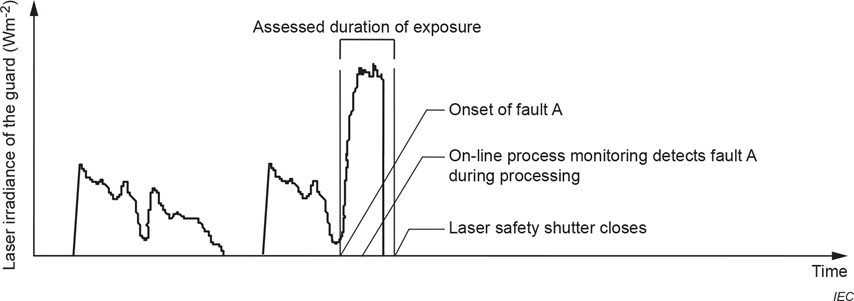 Laser irradiance of the guard (Wm-2)
Assessed duration of exposure
Onset of fault A
On-line process monitoring detects fault A
during processing
Laser safety shutter closes
Time
IEC